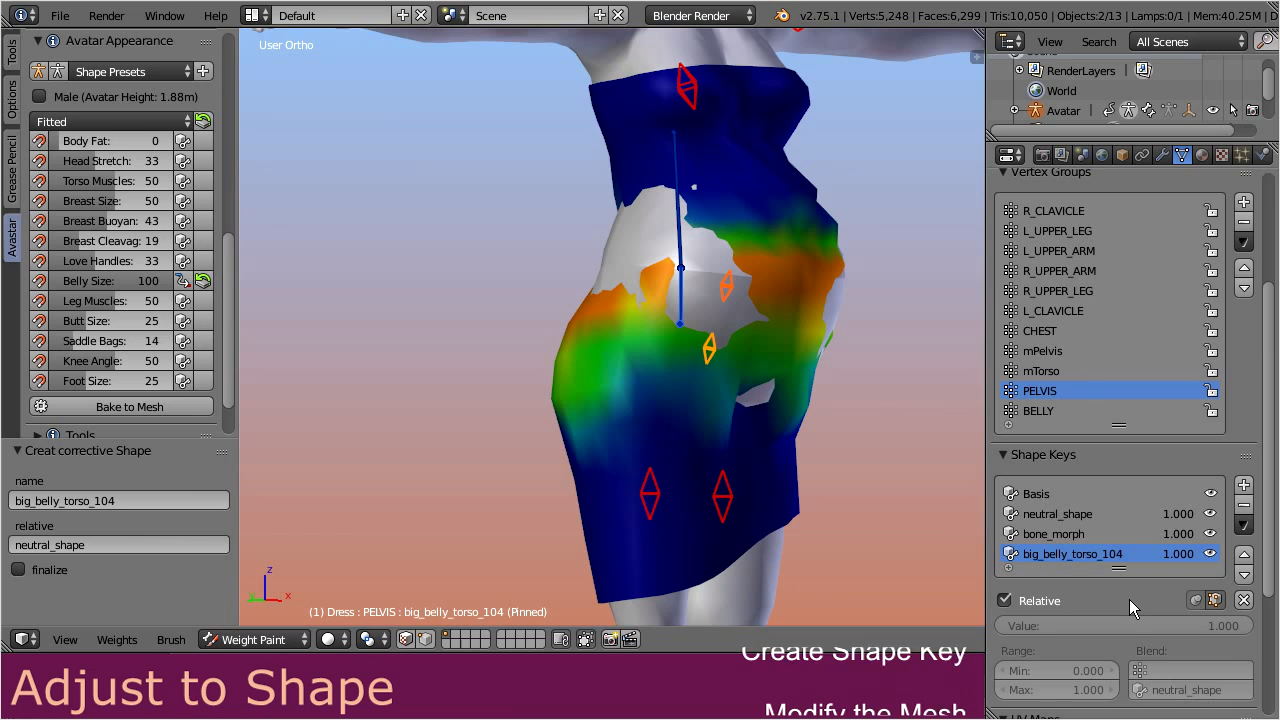 File Render Window Help Default Scene Blender Render v2.75.1 | Verts:5,248 | Faces:6,299 | Tris:10,050 | Objects:2/13 | Lamps:0/1 | Mem:40.25M
Tools
Options
Grease Pencil
Avastar
Avatar Appearance
Shape Presets
Male (Avatar Height: 1.88m)
Fitted
Body Fat: 0
Head Stretch: 33
Torso Muscles: 50
Breast Size: 50
Breast Buoyan: 43
Breast Cleavag: 19
Love Handles: 33
Belly Size: 100
Leg Muscles: 50
Butt Size: 25
Saddle Bags: 14
Knee Angle: 50
Foot Size: 25
Bake to Mesh
Tools
Creat corrective Shape
name
big_belly_torso_104
relative
neutral_shape
finalize
User Ortho
z
x
(1) Dress : PELVIS : big_belly_torso_104 (Pinned)
View Weights Brush Weight Paint
View Search All Scenes
RenderLayers
World
Avatar
Vertex Groups
R_CLAVICLE
L_UPPER_LEG
L_UPPER_ARM
R_UPPER_ARM
R_UPPER_LEG
L_CLAVICLE
CHEST
mPelvis
mTorso
PELVIS
BELLY
Shape Keys
Basis
neutral_shape 1.000
bone_morph 1.000
big_belly_torso_104 1.000
Relative
Value: 1.000
Range: Blend:
Min: 0.000
Max: 1.000 neutral_shape
UV Maps
Adjust to Shape
Create Shape Key
Modify the Mesh